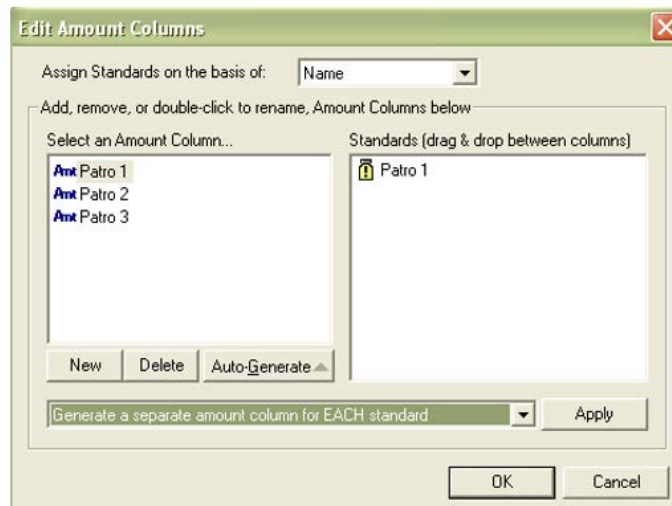 Edit Amount Columns
Assign Standards on the basis of: Name
Add, remove, or double-click to rename, Amount Columns below
Select an Amount Column...
Amt Patro 1
Amt Patro 2
Amt Patro 3
Standards (drag & drop between columns)
Patro 1
New Delete Auto-Generate
Generate a separate amount column for EACH standard Apply
OK Cancel